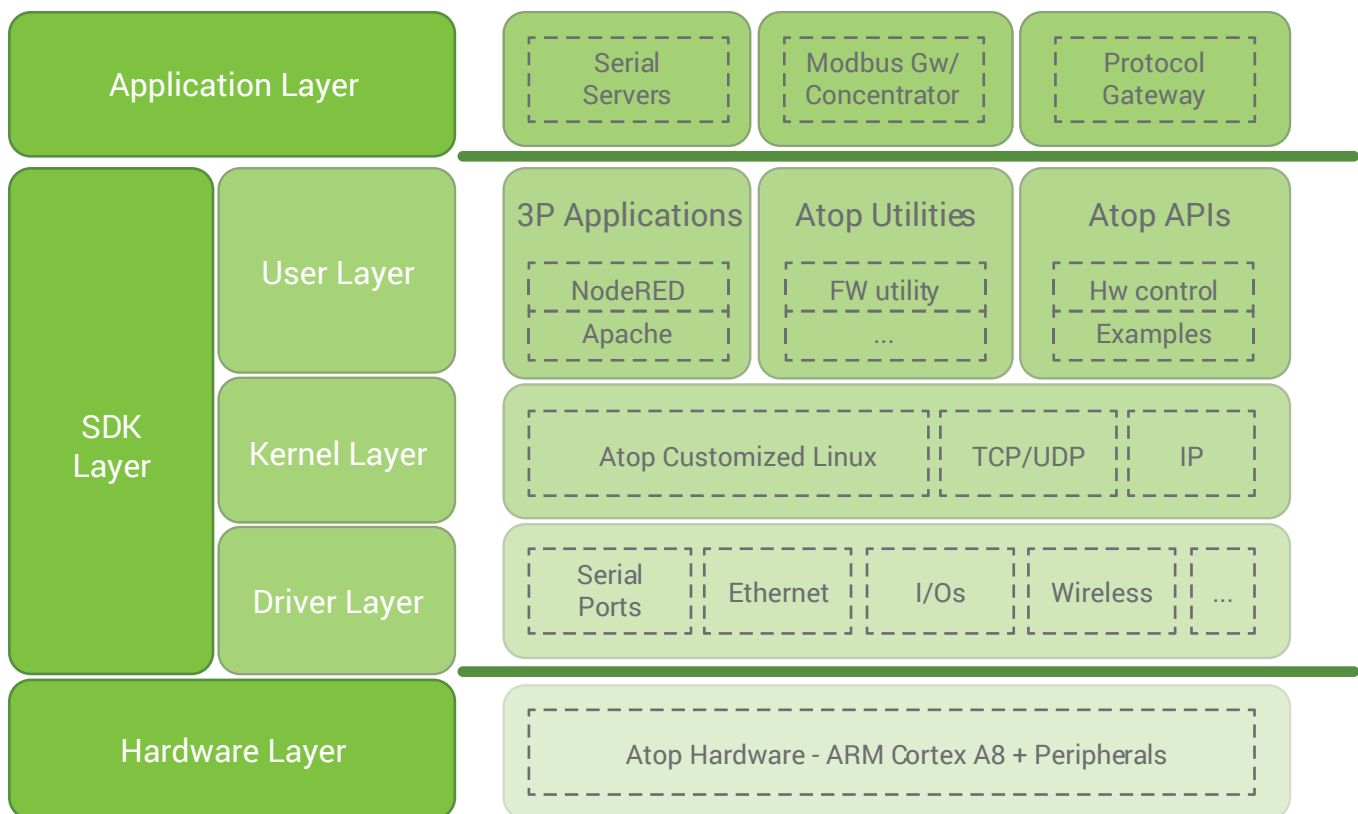 Application Layer
Serial
Servers
Modbus Gw/
Concentrator
Protocol
Gateway
SDK
Layer
User Layer
3P Applications
NodeRED
Apache
Atop Utilities
FW utility
...
Atop APIs
Hw control
Examples
Kernel Layer
Atop Customized Linux
TCP/UDP
IP
Driver Layer
Serial
Ports
Ethernet
I/Os
Wireless
...
Hardware Layer
Atop Hardware - ARM Cortex A8 + Peripherals